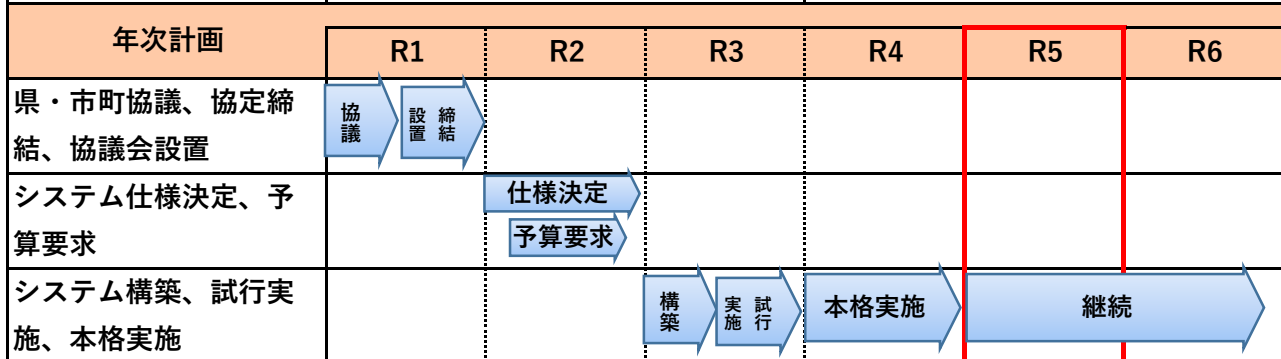 年次計画
R1
R2
R3
R4
R5
R6
県・市町協議、協定締
結、協議会設置
協議
設置
締結
システム仕様決定、予
算要求
仕様決定
予算要求
システム構築、試行実
施、本格実施
構築
実施
試行
本格実施
継続